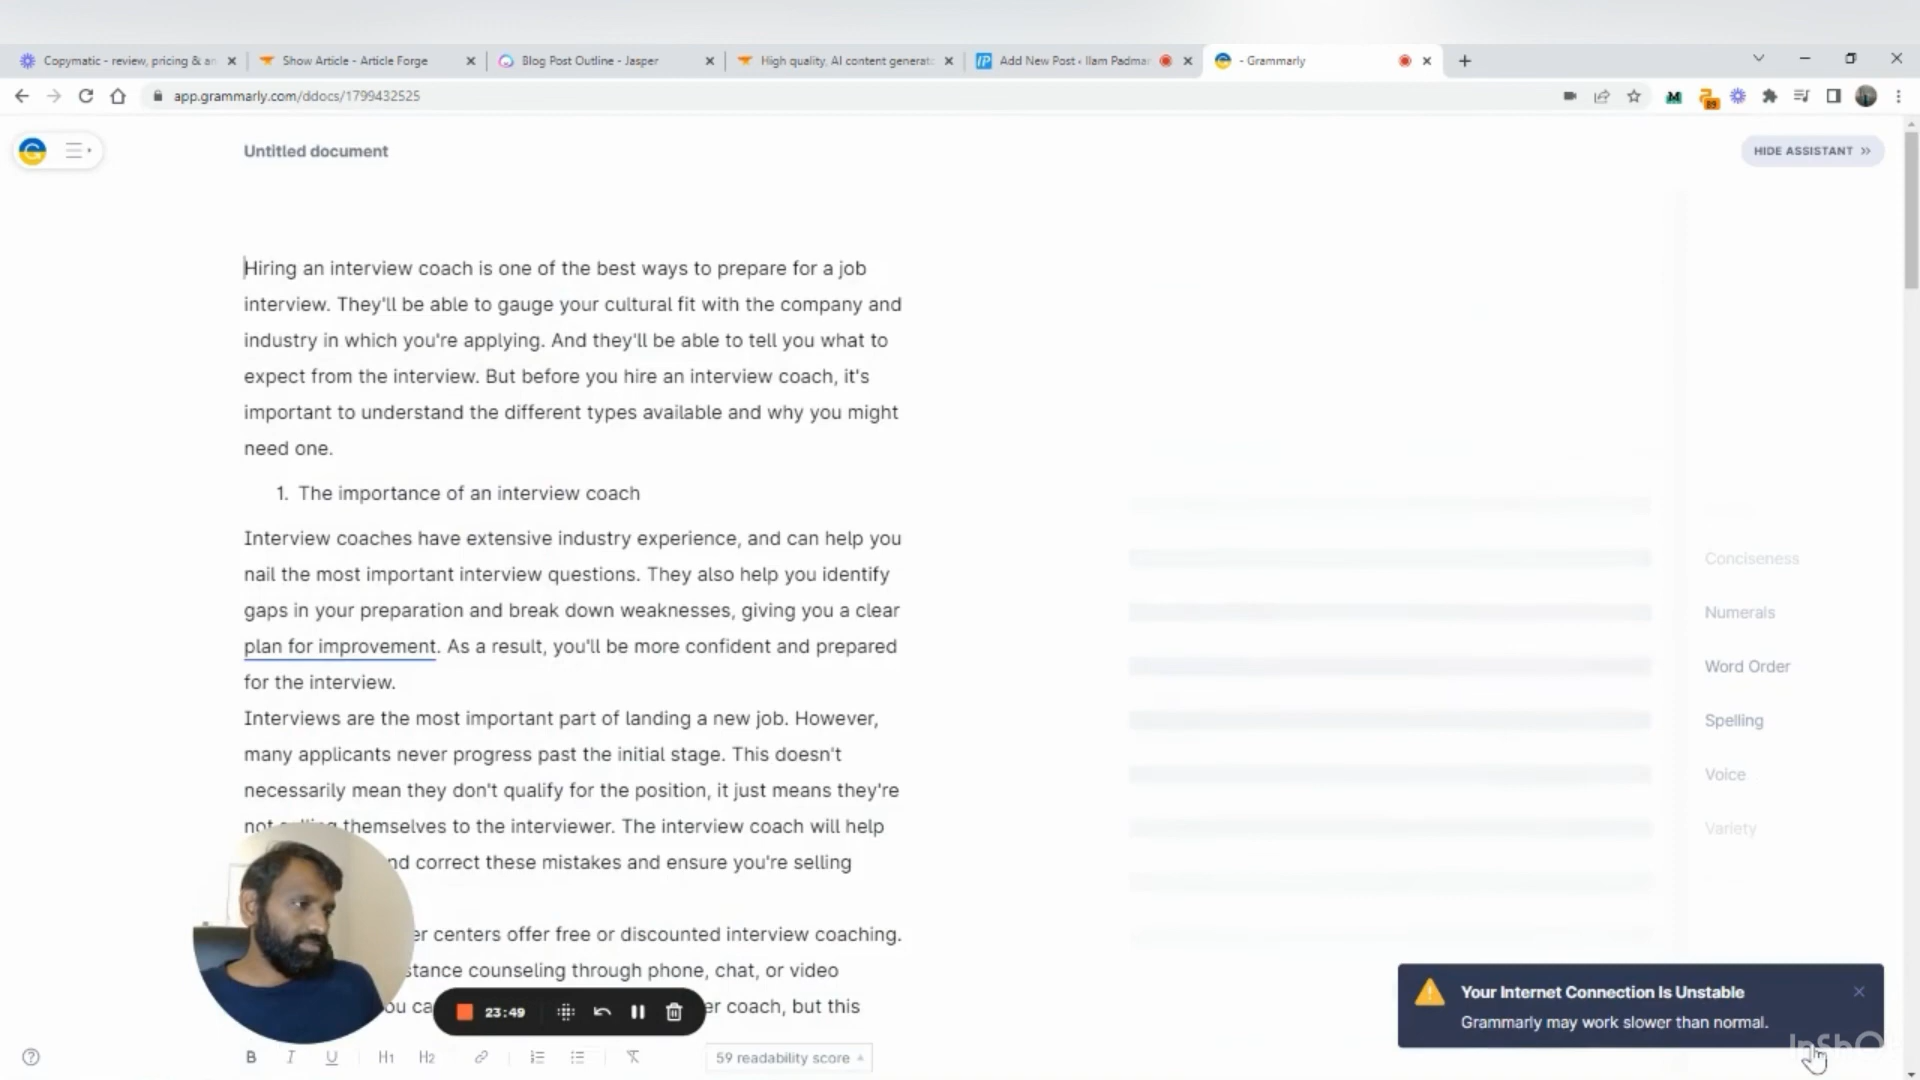 Copymatic - review, pricing & an
Show Article - Article Forge
Blog Post Outline - Jasper
High quality, AI content generato
Add New Post ‹ Ilam Padma
- Grammarly
app.grammarly.com/ddocs/1799432525
89
Untitled document
HIDE ASSISTANT
Hiring an interview coach is one of the best ways to prepare for a job
interview. They'll be able to gauge your cultural fit with the company and
industry in which you're applying. And they'll be able to tell you what to
expect from the interview. But before you hire an interview coach, it's
important to understand the different types available and why you might
need one.
1. The importance of an interview coach
Interview coaches have extensive industry experience, and can help you
nail the most important interview questions. They also help you identify
gaps in your preparation and break down weaknesses, giving you a clear
plan for improvement. As a result, you'll be more confident and prepared
for the interview.
Interviews are the most important part of landing a new job. However,
many applicants never progress past the initial stage. This doesn't
necessarily mean they don't qualify for the position, it just means they're
not themselves to the interviewer. The interview coach will help
nd correct these mistakes and ensure you're selling
er centers offer free or discounted interview coaching.
stance counseling through phone, chat, or video
ou ca er coach, but this
Conciseness
Numerals
Word Order
Spelling
Voice
Variety
23:49
Your Internet Connection Is Unstable
Grammarly may work slower than normal.
InShOt
B I U H1 H2
59 readability score